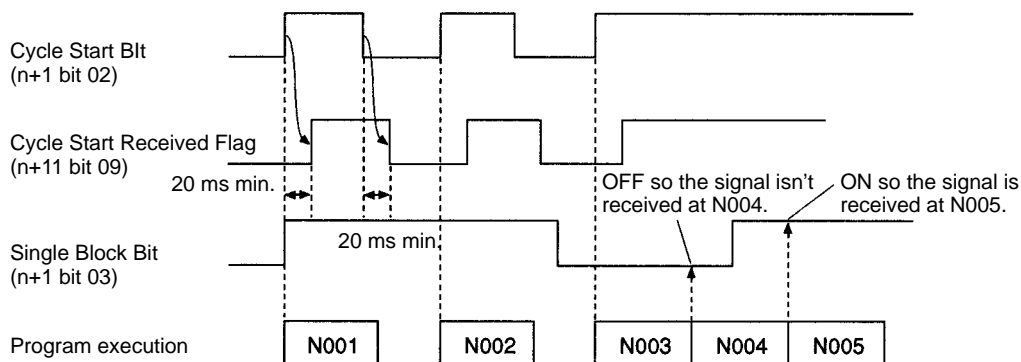 Cycle Start BIt
(n+1 bit 02)
Cycle Start Received Flag
(n+11 bit 09)
20 ms min.
OFF so the signal isn't
received at N004.
ON so the signal is
received at N005.
20 ms min.
Single Block Bit
(n+1 bit 03)
Program execution
N001
N002
N003
N004
N005